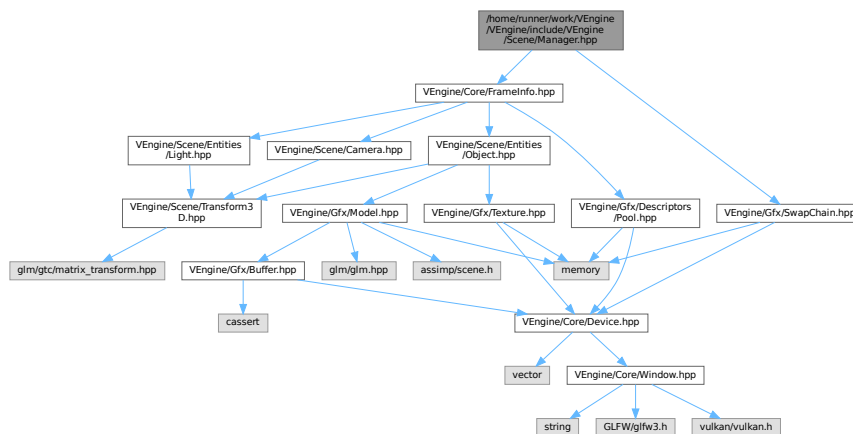 /home/runner/work/VEngine
/VEngine/include/VEngine
/Scene/Manager.hpp
VEngine/Core/FrameInfo.hpp
VEngine/Scene/Entities
/Light.hpp
VEngine/Scene/Camera.hpp
VEngine/Scene/Entities
/Object.hpp
VEngine/Scene/Transform3
D.hpp
VEngine/Gfx/Model.hpp
VEngine/Gfx/Texture.hpp
VEngine/Gfx/Descriptors
/Pool.hpp
VEngine/Gfx/SwapChain.hpp
glm/gtc/matrix_transform.hpp
VEngine/Gfx/Buffer.hpp
glm/glm.hpp
assimp/scene.h
memory
cassert
VEngine/Core/Device.hpp
vector
VEngine/Core/Window.hpp
string
GLFW/glfw3.h
vulkan/vulkan.h